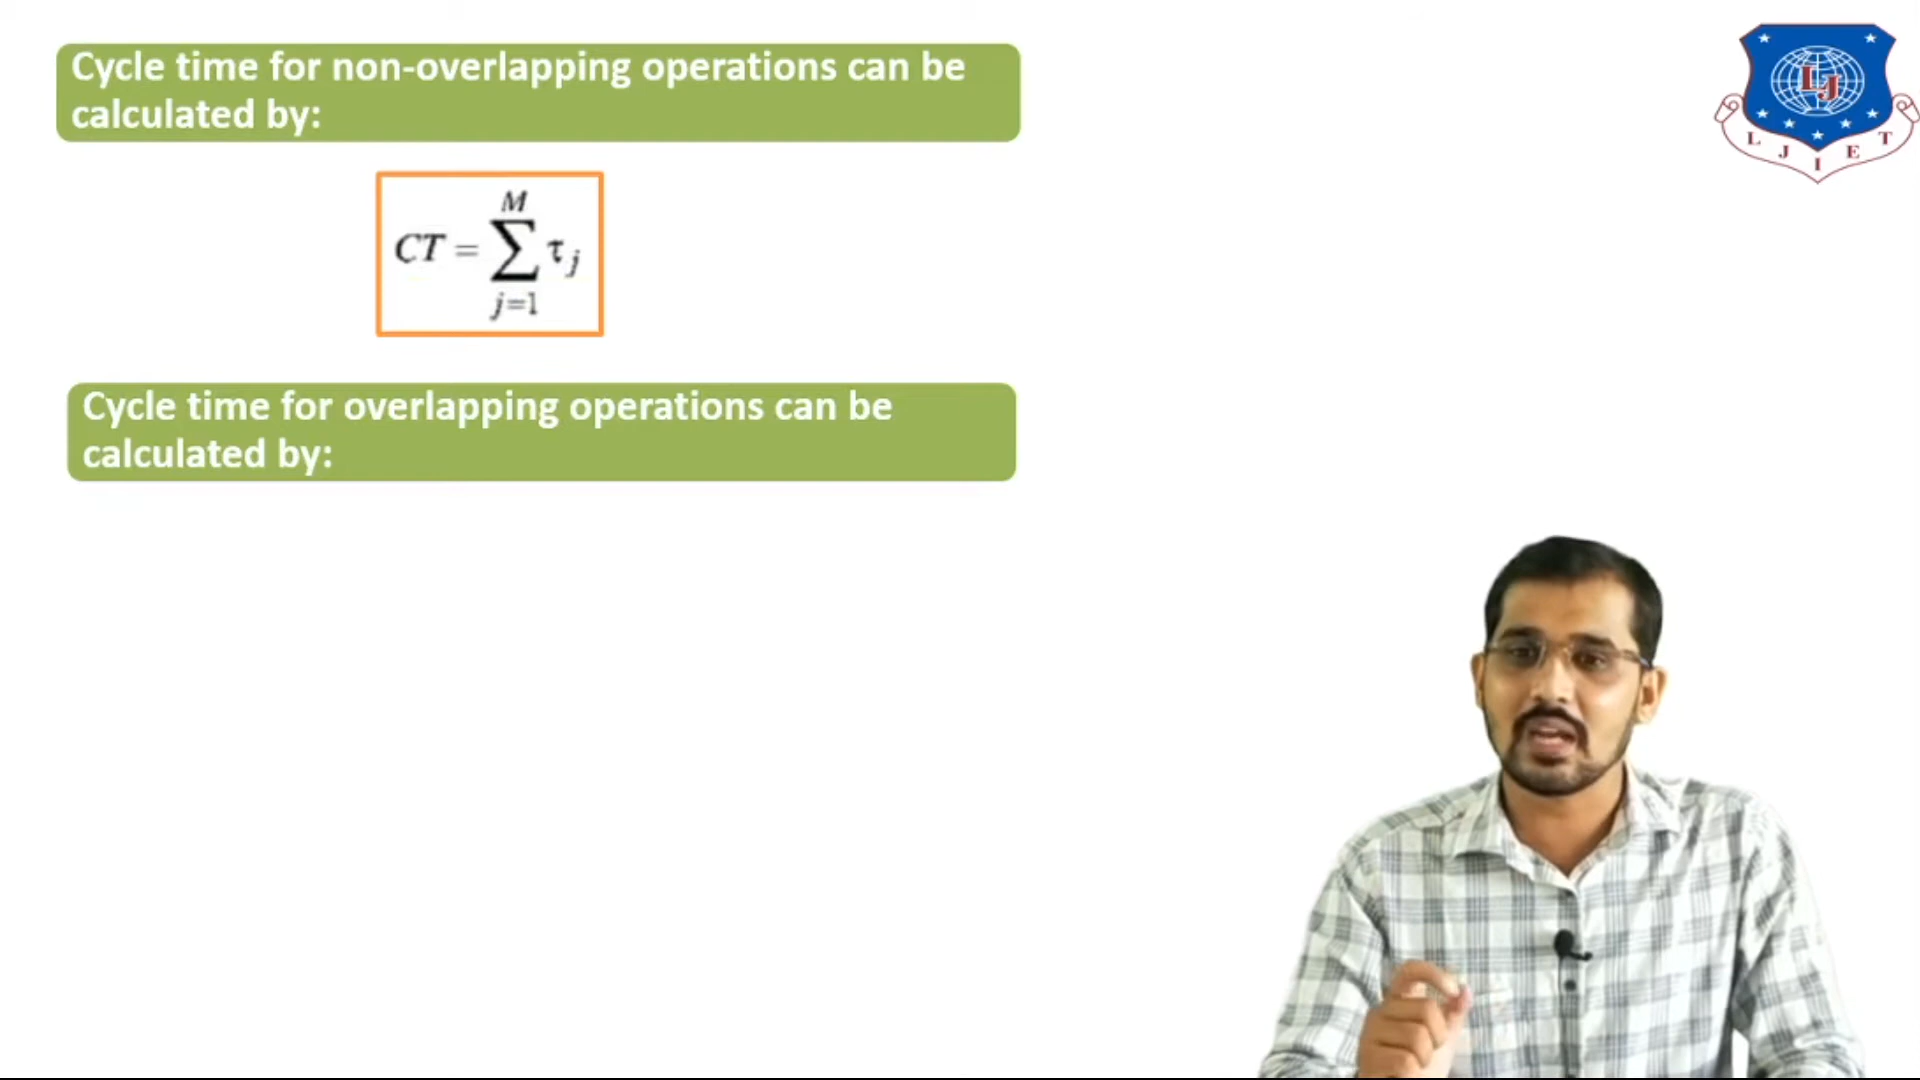 Cycle time for non-overlapping operations can be
calculated by:
M
CT = ∑ τj
j=1
Cycle time for overlapping operations can be
calculated by:
LJ
L J I E T